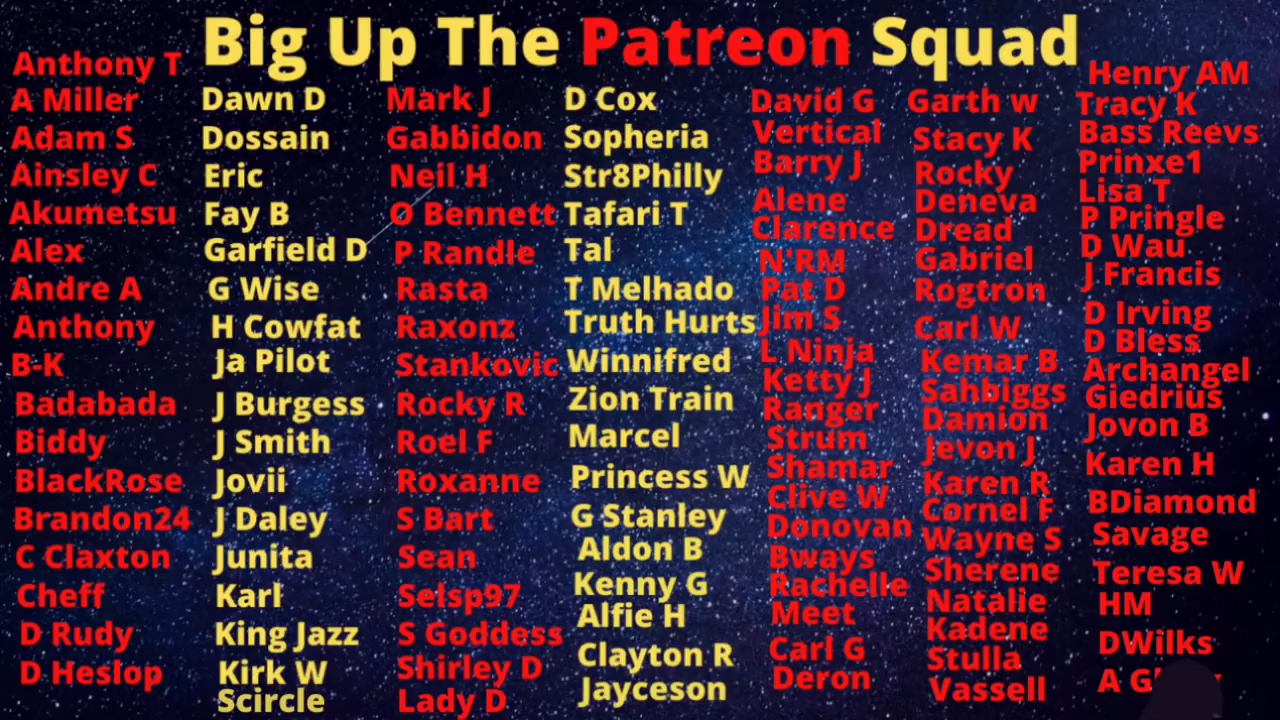 Big Up The Patreon Squad
Anthony T
A Miller
Adam S
Ainsley C
Akumetsu
Alex
Andre A
Anthony
B-K
Badabada
Biddy
BlackRose
Brandon24
C Claxton
Cheff
D Rudy
D Heslop
Dawn D
Dossain
Eric
Fay B
Garfield D
G Wise
H Cowfat
Ja Pilot
J Burgess
J Smith
Jovii
J Daley
Junita
Karl
King Jazz
Kirk W
Scircle
Mark J
Gabbidon
Neil H
O Bennett
P Randle
Rasta
Raxonz
Stankovic
Rocky R
Roel F
Roxanne
S Bart
Sean
Selsp97
S Goddess
Shirley D
Lady D
D Cox
Sopheria
Str8Philly
Tafari T
Tal
T Melhado
Truth Hurts
Winnifred
Zion Train
Marcel
Princess W
G Stanley
Aldon B
Kenny G
Alfie H
Clayton R
Jayceson
David G
Vertical
Barry J
Alene
Clarence
N'RM
Pat D
Jim S
L Ninja
Ketty J
Ranger
Strum
Shamar
Clive W
Donovan
Bways
Rachelle
Meet
Carl G
Deron
Garth w
Stacy K
Rocky
Deneva
Dread
Gabriel
Rogtron
Carl W
Kemar B
Sahbiggs
Damion
Jevon J
Karen R
Cornel F
Wayne S
Sherene
Natalie
Kadene
Stulla
Vassell
Henry AM
Tracy K
Bass Reevs
Prinxe1
Lisa T
P Pringle
D Wau
J Francis
D Irving
D Bless
Archangel
Giedrius
Jovon B
Karen H
BDiamond
Savage
Teresa W
HM
DWilks
A